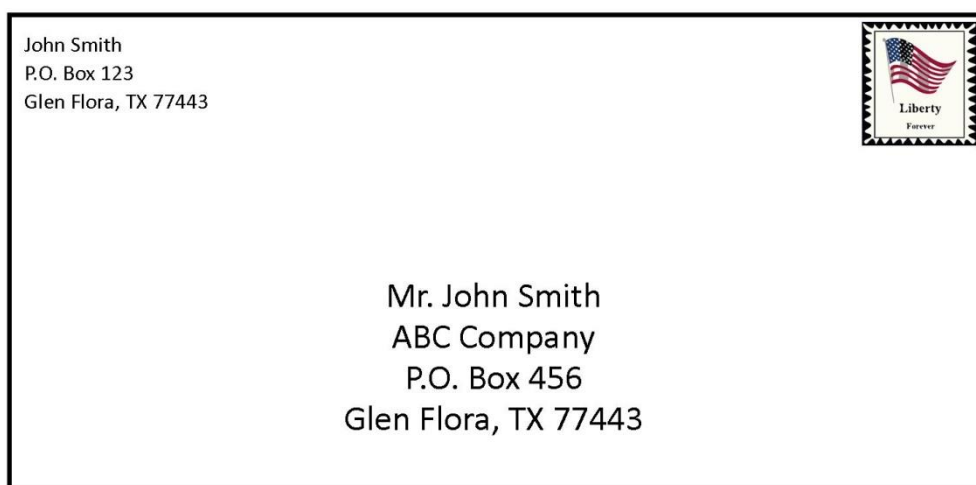 John Smith
P.O. Box 123
Glen Flora, TX 77443
Liberty
Forever
Mr. John Smith
ABC Company
P.O. Box 456
Glen Flora, TX 77443